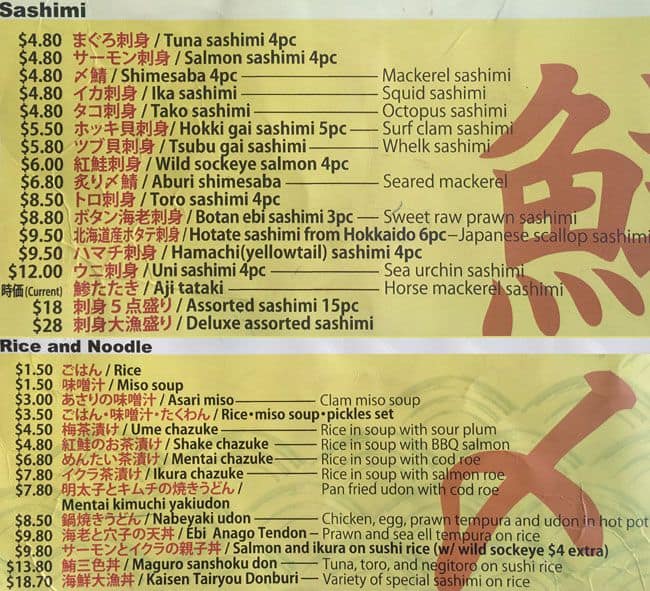 Sashimi
$4.80 まぐろ刺身 / Tuna sashimi 4pc
$4.80 サーモン刺身 / Salmon sashimi 4pc
$4.80 〆鯖 / Shimesaba 4pc Mackerel sashimi
$4.80 イカ刺身 / Ika sashimi Squid sashimi
$4.80 タコ刺身 / Tako sashimi Octopus sashimi
$5.50 ホッキ貝刺身 / Hokki gai sashimi 5pc Surf clam sashimi
$5.80 ツブ貝刺身 / Tsubu gai sashimi Whelk sashimi
$6.00 紅鮭刺身 / Wild sockeye salmon 4pc
$6.80 炙り〆鯖 / Aburi shimesaba Seared mackerel
$8.50 トロ刺身 / Toro sashimi 4pc
$8.80 ボタン海老刺身 / Botan ebi sashimi 3pc Sweet raw prawn sashimi
$9.50 北海道産ホタテ刺身 / Hotate sashimi from Hokkaido 6pc Japanese scallop sashimi
$9.50 ハマチ刺身 / Hamachi(yellowtail) sashimi 4pc
$12.00 ウニ刺身 / Uni sashimi 4pc Sea urchin sashimi
時価 (Current) 鯵たたき / Aji tataki Horse mackerel sashimi
$18 刺身5点盛り / Assorted sashimi 15pc
$28 刺身大漁盛り / Deluxe assorted sashimi
Rice and Noodle
$1.50 ごはん / Rice
$1.50 味噌汁 / Miso soup
$3.00 あさりの味噌汁 / Asari miso Clam miso soup
$3.50 ごはん・味噌汁・たくわん / Rice・miso soup・pickles set
$4.50 梅茶漬け / Ume chazuke Rice in soup with sour plum
$4.80 紅鮭のお茶漬け / Shake chazuke Rice in soup with BBQ salmon
$6.80 めんたい茶漬け / Mentai chazuke Rice in soup with cod roe
$7.80 イクラ茶漬け / Ikura chazuke Rice in soup with salmon roe
$7.80 明太子とキムチの焼きうどん / Pan fried udon with cod roe
Mentai kimuchi yakiudon
$8.50 鍋焼きうどん / Nabeyaki udon Chicken, egg, prawn tempura and udon in hot pot
$9.80 海老と穴子の天丼 / Ebi Anago Tendon Prawn and sea ell tempura on rice
$9.80 サーモンとイクラの親子丼 / Salmon and ikura on sushi rice (w/ wild sockeye $4 extra)
$13.80 鮪三色丼 / Maguro sanshoku don Tuna, toro, and negitoro on sushi rice
$18.70 海鮮大漁丼 / Kaisen Tairyou Donburi Variety of special sashimi on rice
〆